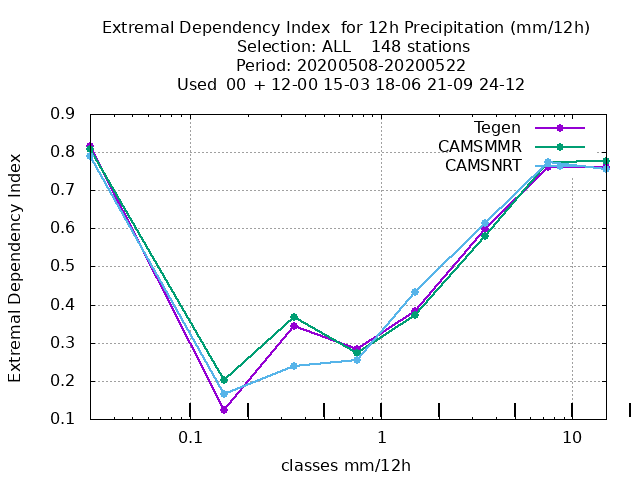 Extremal Dependency Index  for 12h Precipitation (mm/12h)
Selection: ALL    148 stations
Period: 20200508-20200522
Used  00 + 12-00 15-03 18-06 21-09 24-12
Tegen
CAMSMMR
CAMSNRT
Extremal Dependency Index
0.9
0.8
0.7
0.6
0.5
0.4
0.3
0.2
0.1
0.1 1 10
classes mm/12h